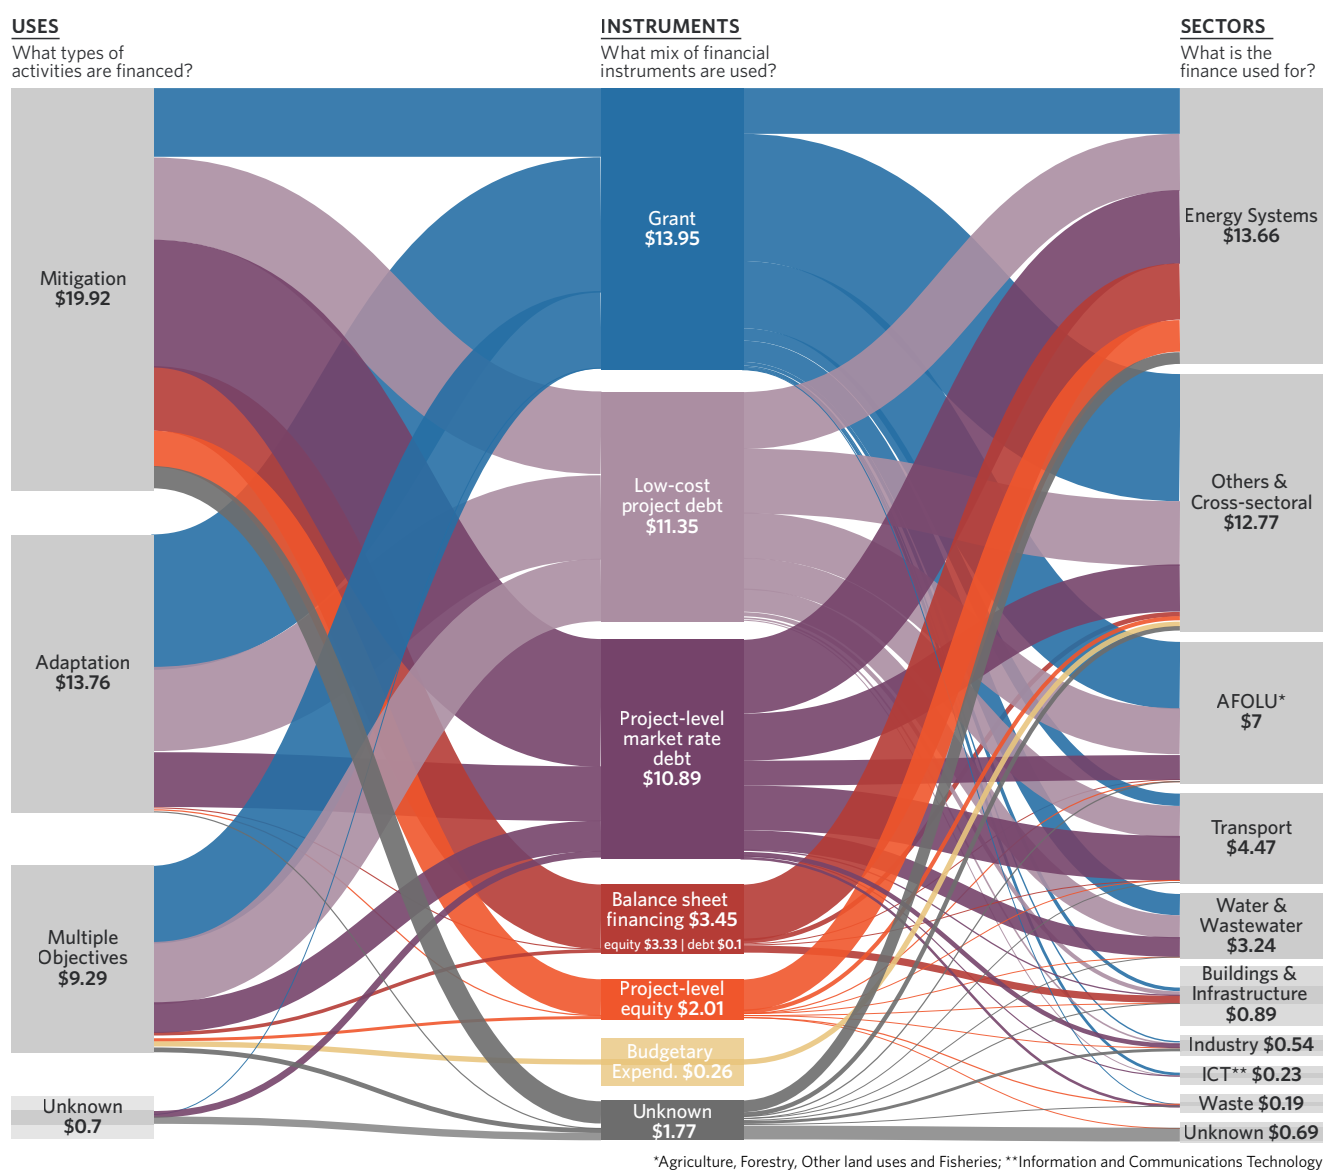 USES
What types of
activities are financed?
Mitigation
$19.92
Adaptation
$13.76
Multiple
Objectives
$9.29
Unknown
$0.7
INSTRUMENTS
What mix of financial
instruments are used?
Grant
$13.95
Low-cost
project debt
$11.35
Project-level
market rate
debt
$10.89
Balance sheet
financing $3.45
equity $3.33 | debt $0.1
Project-level
equity $2.01
Budgetary
Expend. $0.26
Unknown
$1.77
SECTORS
What is the
finance used for?
Energy Systems
$13.66
Others &
Cross-sectoral
$12.77
AFOLU*
$7
Transport
$4.47
Water &
Wastewater
$3.24
Buildings &
Infrastructure
$0.89
Industry $0.54
ICT** $0.23
Waste $0.19
Unknown $0.69
*Agriculture, Forestry, Other land uses and Fisheries; **Information and Communications Technology